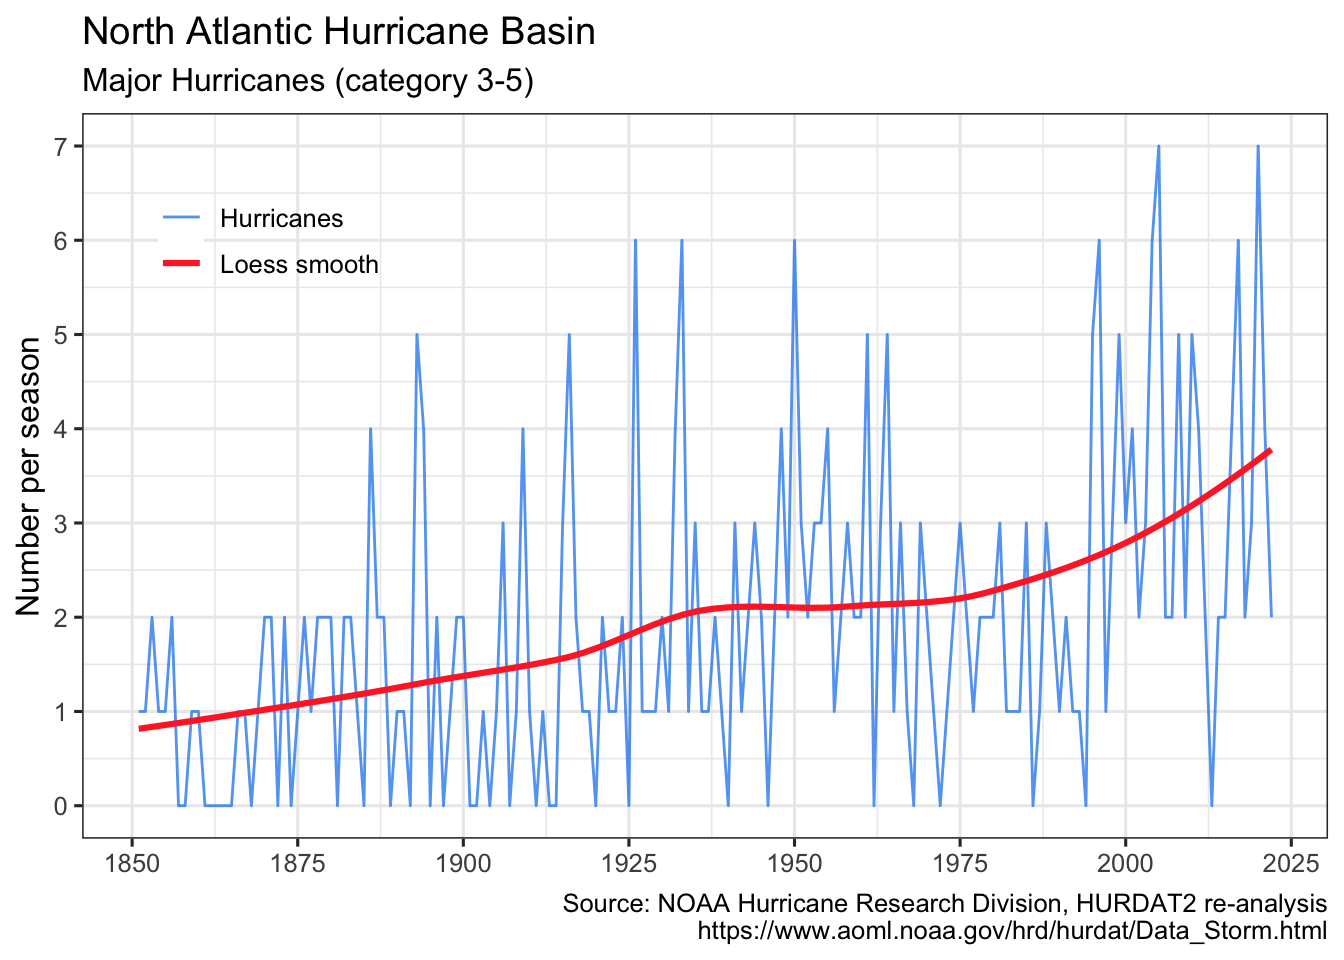 North Atlantic Hurricane Basin
Major Hurricanes (category 3-5)
Number per season
7
6
5
4
3
2
1
0
Hurricanes
Loess smooth
1850 1875 1900 1925 1950 1975 2000 2025
Source: NOAA Hurricane Research Division, HURDAT2 re-analysis
https://www.aoml.noaa.gov/hrd/hurdat/Data_Storm.html